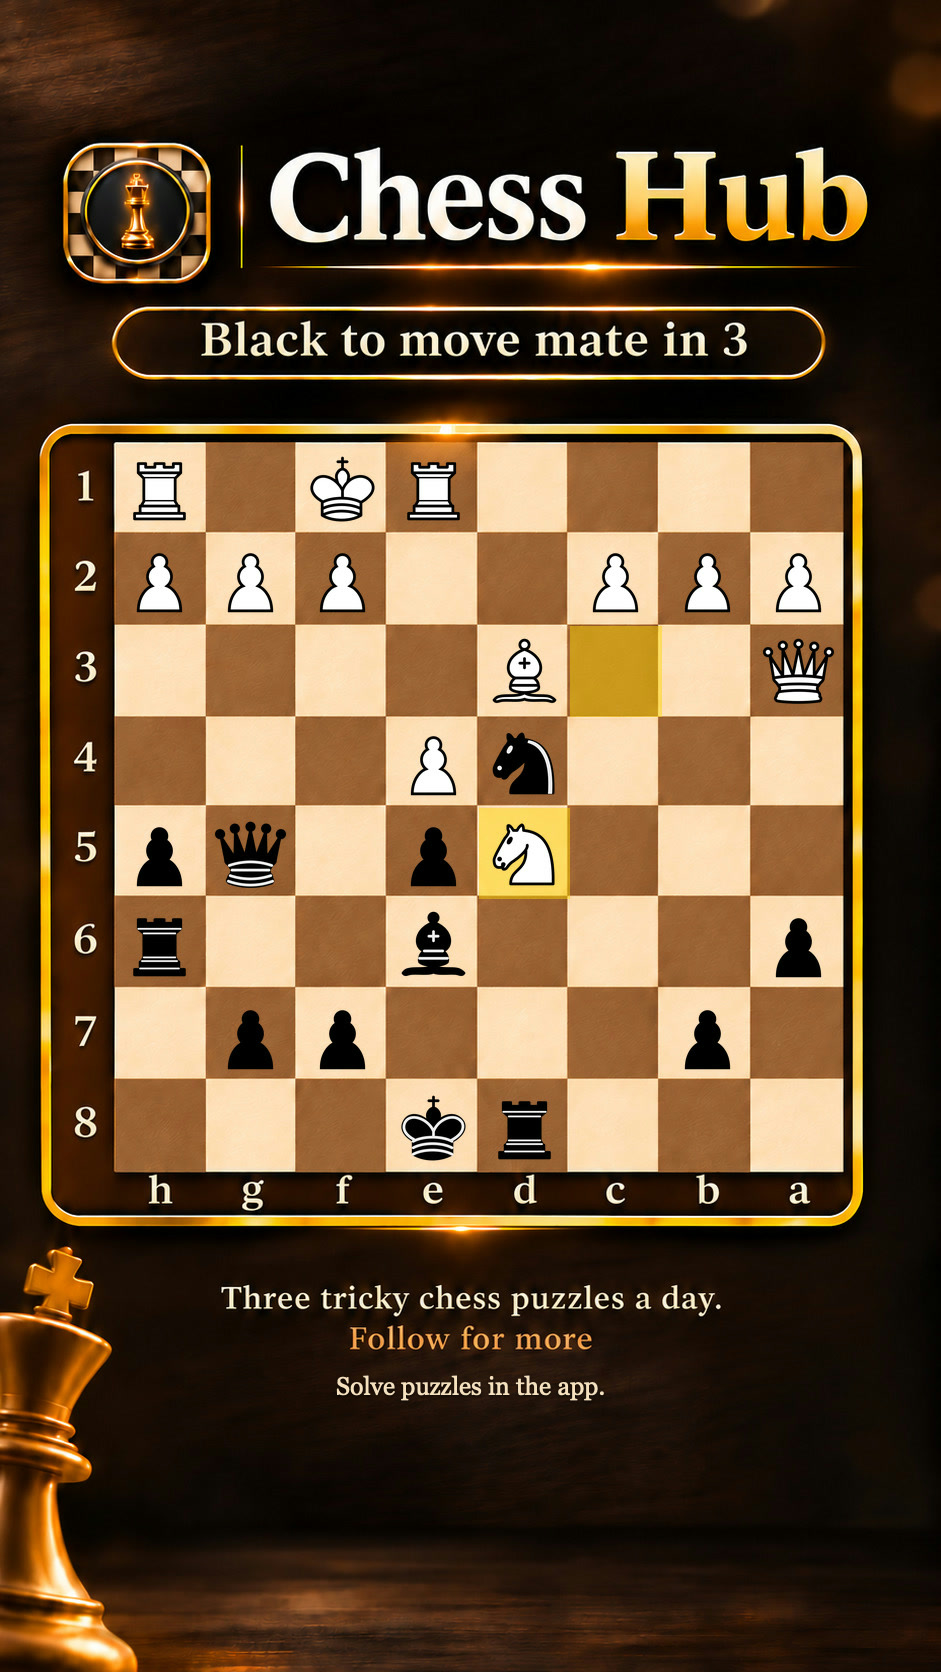 Chess Hub
Black to move mate in 3
1
2
3
4
5
6
7
8
h g f e d c b a
Three tricky chess puzzles a day.
Follow for more
Solve puzzles in the app.